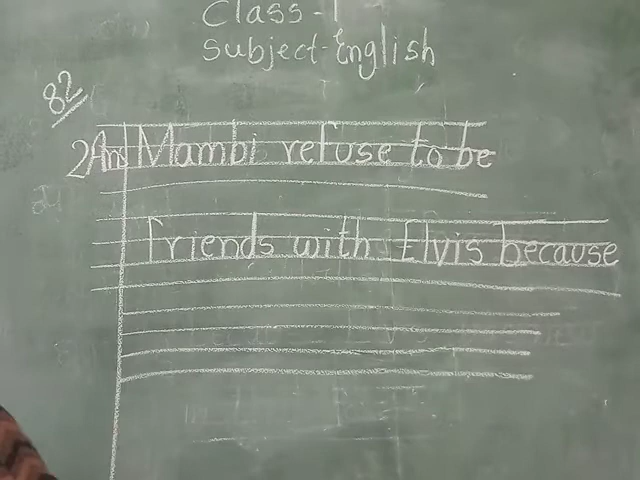 Class-1
Subject-English
82
2Ans Mambi refuse to be
friends with Elvis because